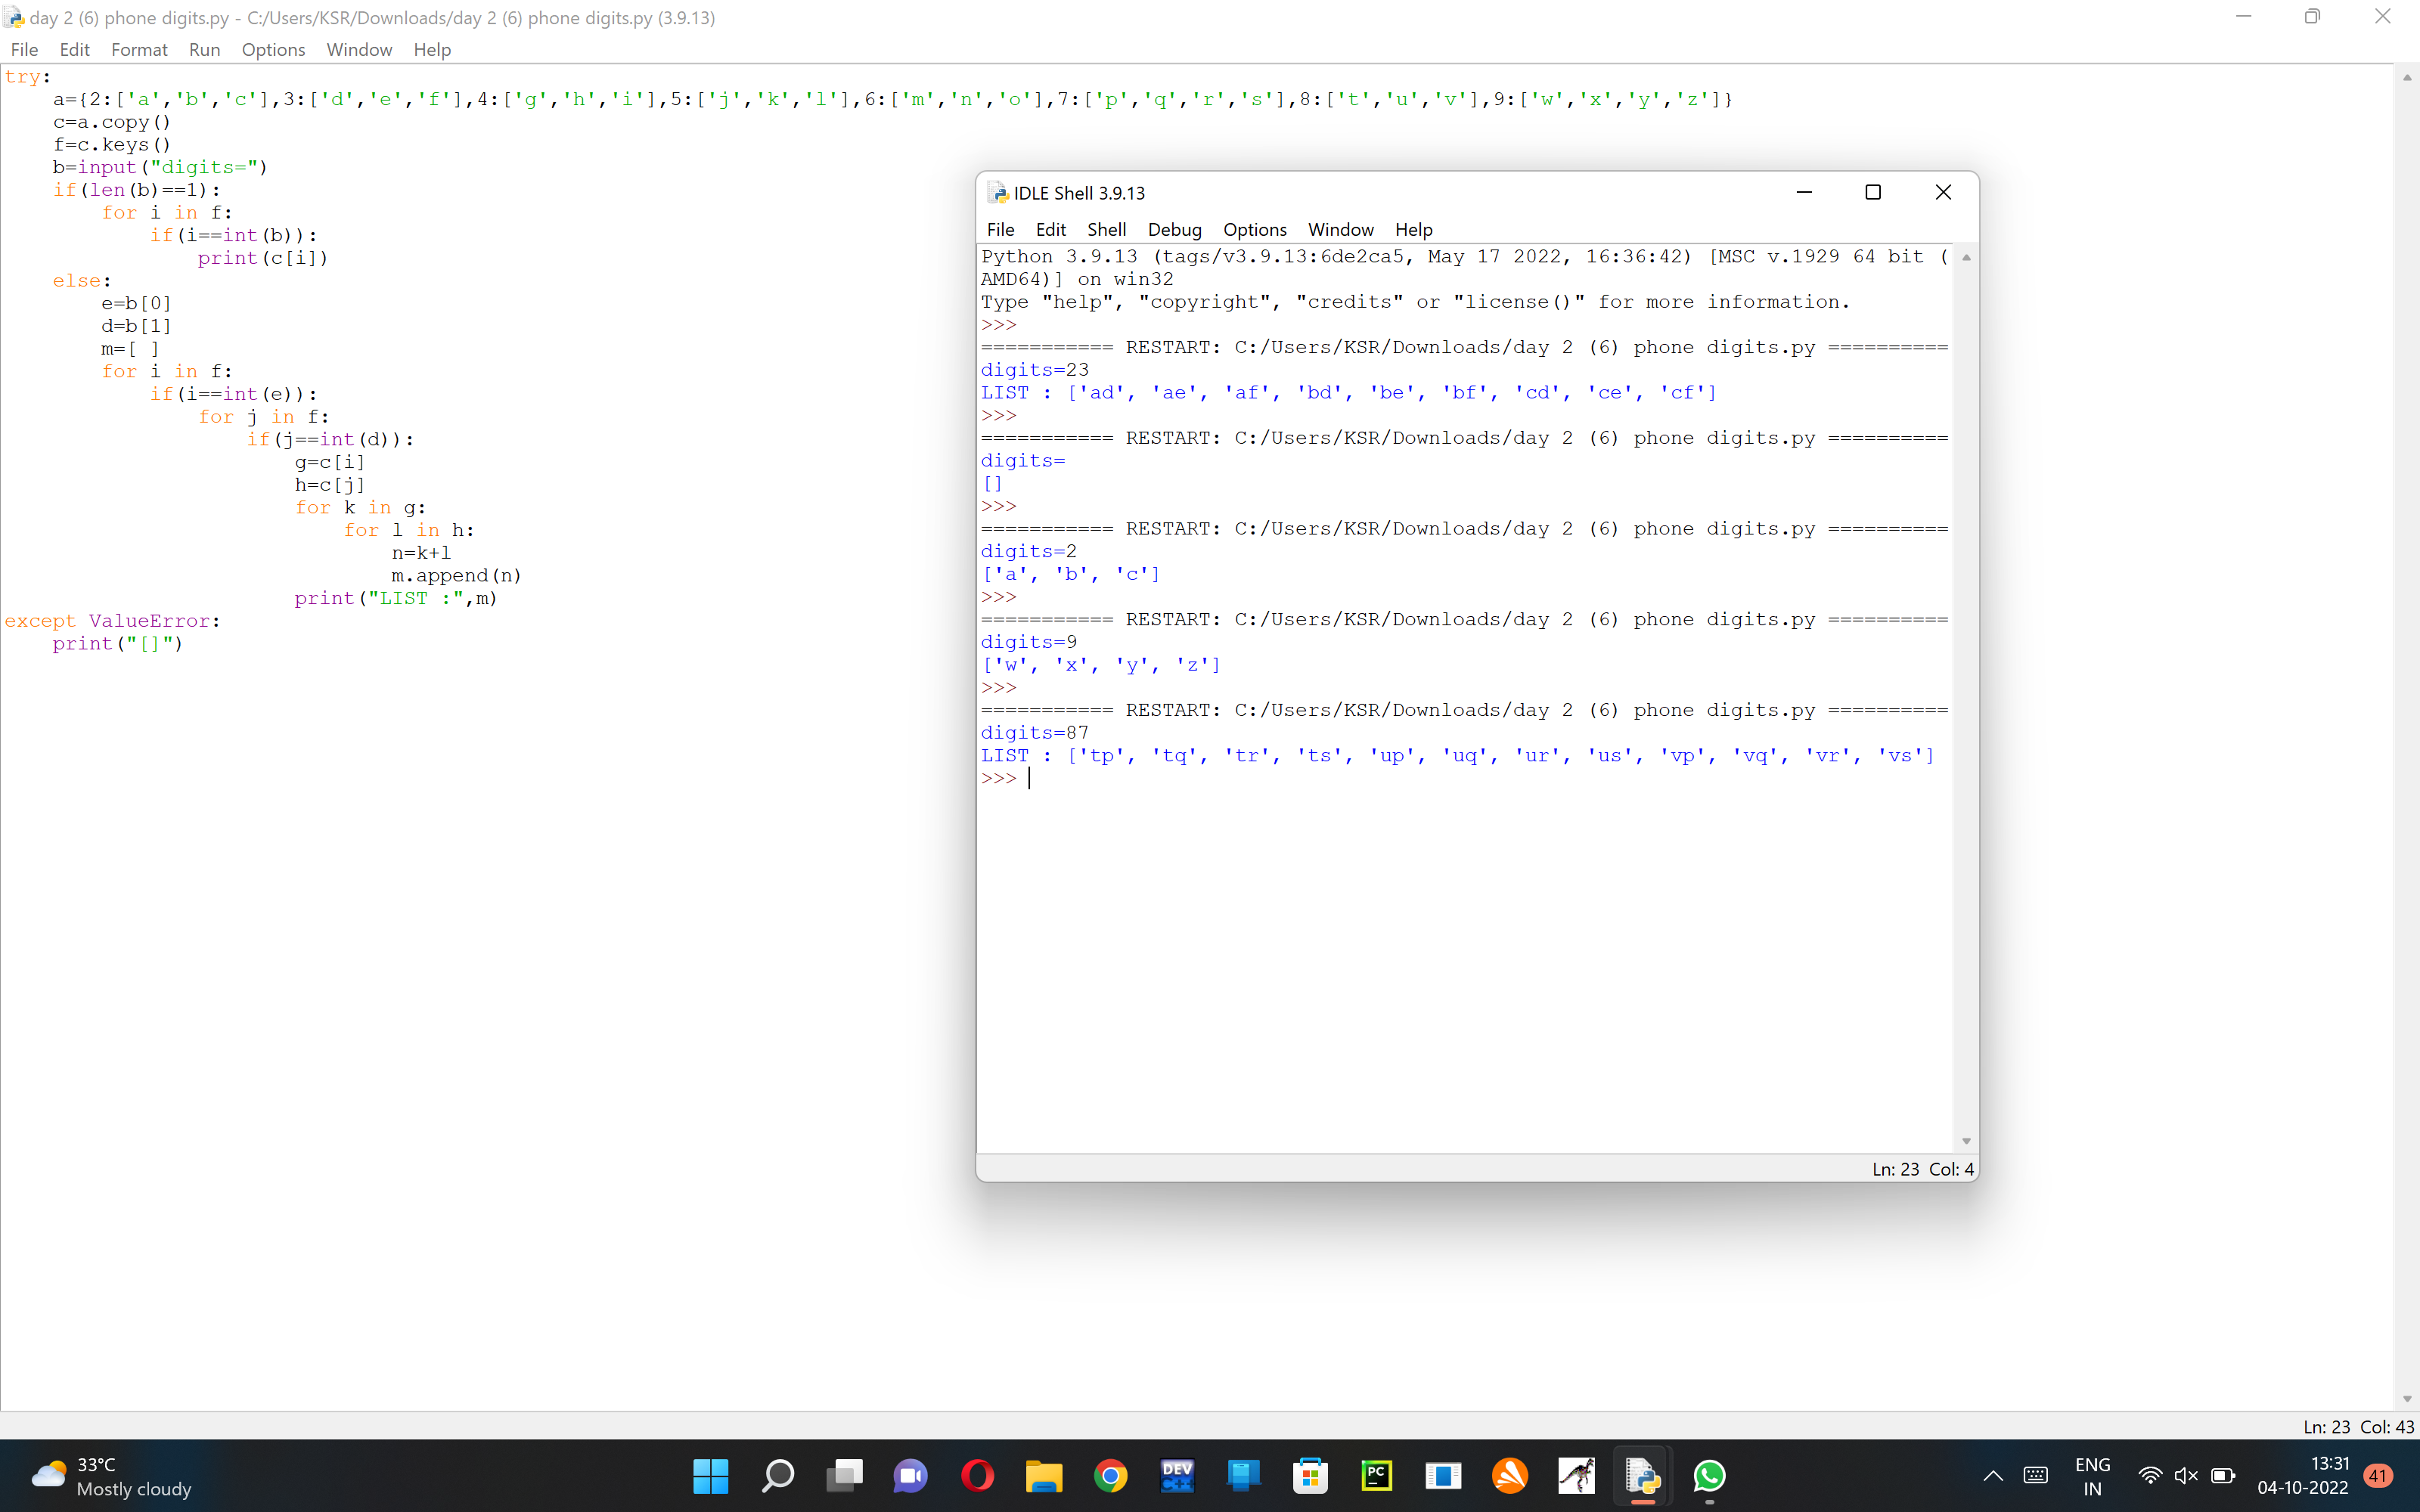 day 2 (6) phone digits.py - C:/Users/KSR/Downloads/day 2 (6) phone digits.py (3.9.13)
File Edit Format Run Options Window Help
try:
    a={2:['a','b','c'],3:['d','e','f'],4:['g','h','i'],5:['j','k','l'],6:['m','n','o'],7:['p','q','r','s'],8:['t','u','v'],9:['w','x','y','z']}
    c=a.copy()
    f=c.keys()
    b=input("digits=")
    if(len(b)==1):
        for i in f:
            if(i==int(b)):
                print(c[i])
    else:
        e=b[0]
        d=b[1]
        m=[ ]
        for i in f:
            if(i==int(e)):
                for j in f:
                    if(j==int(d)):
                        g=c[i]
                        h=c[j]
                        for k in g:
                            for l in h:
                                n=k+l
                                m.append(n)
                        print("LIST :",m)
except ValueError:
    print("[]")
Ln: 23 Col: 43
IDLE Shell 3.9.13
File Edit Shell Debug Options Window Help
Python 3.9.13 (tags/v3.9.13:6de2ca5, May 17 2022, 16:36:42) [MSC v.1929 64 bit (
AMD64)] on win32
Type "help", "copyright", "credits" or "license()" for more information.
>>>
=========== RESTART: C:/Users/KSR/Downloads/day 2 (6) phone digits.py ==========
digits=23
LIST : ['ad', 'ae', 'af', 'bd', 'be', 'bf', 'cd', 'ce', 'cf']
>>>
=========== RESTART: C:/Users/KSR/Downloads/day 2 (6) phone digits.py ==========
digits=
[]
>>>
=========== RESTART: C:/Users/KSR/Downloads/day 2 (6) phone digits.py ==========
digits=2
['a', 'b', 'c']
>>>
=========== RESTART: C:/Users/KSR/Downloads/day 2 (6) phone digits.py ==========
digits=9
['w', 'x', 'y', 'z']
>>>
=========== RESTART: C:/Users/KSR/Downloads/day 2 (6) phone digits.py ==========
digits=87
LIST : ['tp', 'tq', 'tr', 'ts', 'up', 'uq', 'ur', 'us', 'vp', 'vq', 'vr', 'vs']
>>>
Ln: 23 Col: 4
33°C
Mostly cloudy
DEV
C++
PC
ENG
IN
13:31
04-10-2022
41